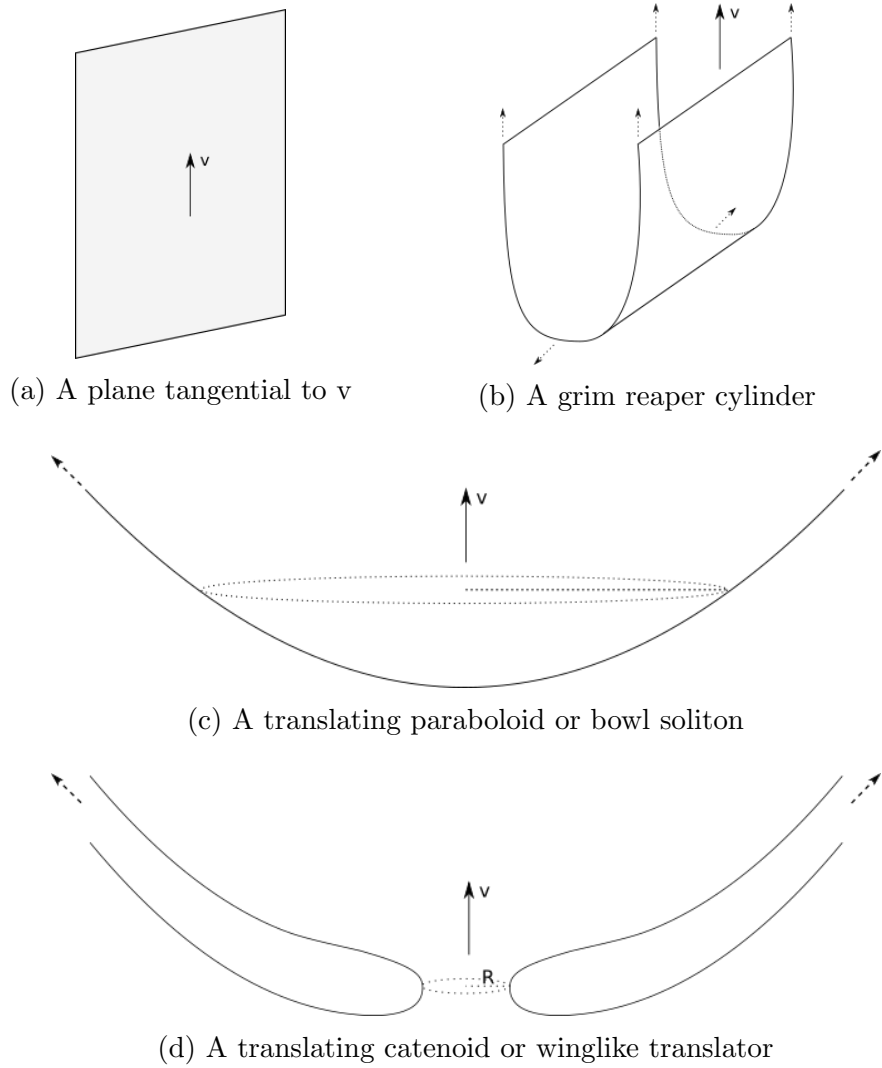 v
v
(a) A plane tangential to v
(b) A grim reaper cylinder
v
(c) A translating paraboloid or bowl soliton
v
R
(d) A translating catenoid or winglike translator